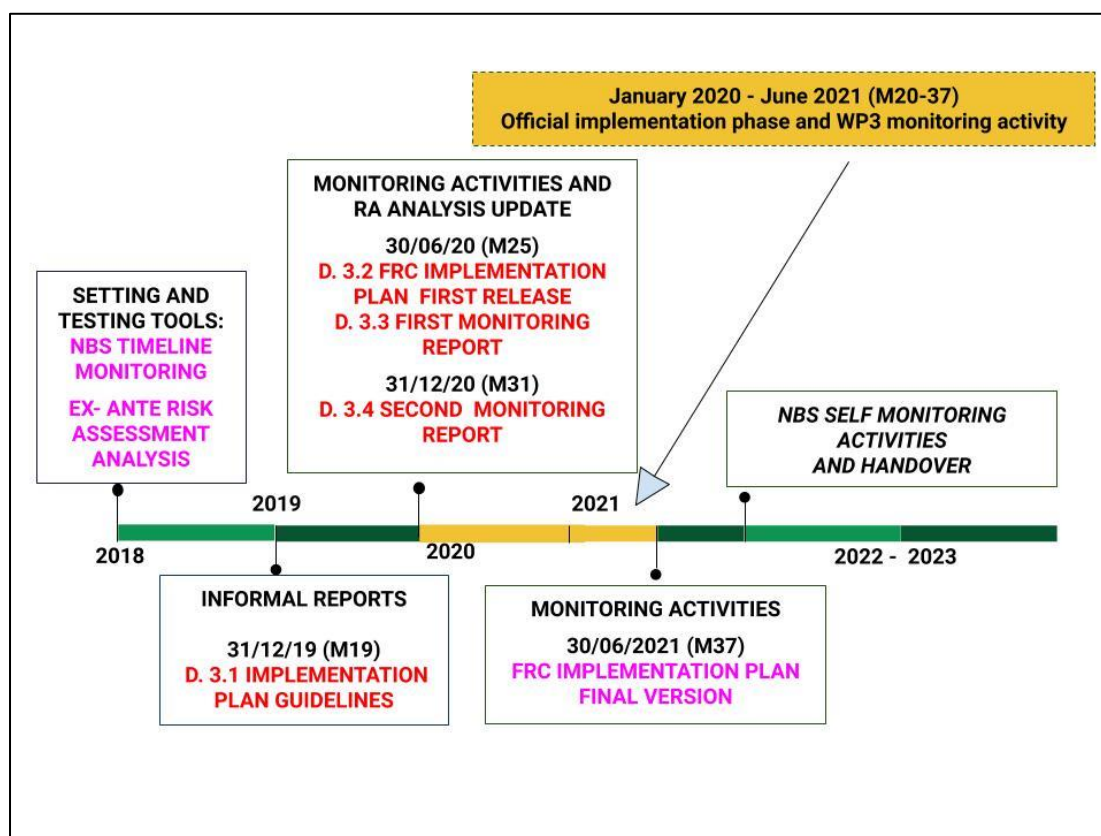 January 2020 - June 2021 (M20-37)
Official implementation phase and WP3 monitoring activity
MONITORING ACTIVITIES AND
RA ANALYSIS UPDATE
30/06/20 (M25)
D. 3.2 FRC IMPLEMENTATION
PLAN FIRST RELEASE
D. 3.3 FIRST MONITORING
REPORT
31/12/20 (M31)
D. 3.4 SECOND MONITORING
REPORT
SETTING AND
TESTING TOOLS:
NBS TIMELINE
MONITORING
EX- ANTE RISK
ASSESSMENT
ANALYSIS
NBS SELF MONITORING
ACTIVITIES
AND HANDOVER
2019
2021
2018
2020
2022 - 2023
INFORMAL REPORTS
31/12/19 (M19)
D. 3.1 IMPLEMENTATION
PLAN GUIDELINES
MONITORING ACTIVITIES
30/06/2021 (M37)
FRC IMPLEMENTATION PLAN
FINAL VERSION